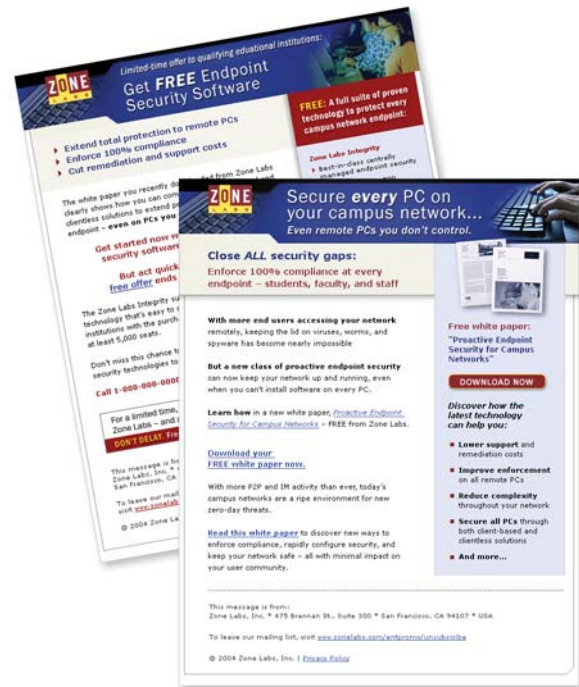 ZONE
LABS
Limited-time offer to qualifying eduational institutions:
Get FREE Endpoint
Security Software
Extend total protection to remote PCs
Enforce 100% compliance
Cut remediation and support costs
FREE: A full suite of proven
technology to protect every
campus network endpoint:
Zone Labs Integrity
Best-in-class centrally
managed endpoint security
The white paper you recently do
ed from Zone Labs
clearly shows how you can com
clientless solutions to extend p
endpoint – even on PCs you
Get started now w
security softwar
But act quick
free offer ends
The Zone Labs Integrity su
technology that's easy to
institutions with the purch
at least 5,000 seats.
Don't miss this chance t
security technologies to
Call 1-800-000-0000
For a limited time,
Zone Labs – and
DON'T DELAY. Fre
This message is fr
Zone Labs, Inc. *
San Francisco, CA
To leave our mail
visit www.zonelab
© 2004 Zone La
ZONE
LABS
Secure every PC on
your campus network...
Even remote PCs you don't control.
Close ALL security gaps:
Enforce 100% compliance at every
endpoint – students, faculty, and staff
With more end users accessing your network
remotely, keeping the lid on viruses, worms, and
spyware has become nearly impossible
But a new class of proactive endpoint security
can now keep your network up and running, even
when you can't install software on every PC.
Learn how in a new white paper, Proactive Endpoint
Security for Campus Networks – FREE from Zone Labs.
Download your
FREE white paper now.
With more P2P and IM activity than ever, today's
campus networks are a ripe environment for new
zero-day threats.
Read this white paper to discover new ways to
enforce compliance, rapidly configure security, and
keep your network safe – all with minimal impact on
your user community.
Free white paper:
"Proactive Endpoint
Security for Campus
Networks"
DOWNLOAD NOW
Discover how the
latest technology
can help you:
Lower support and
remediation costs
Improve enforcement
on all remote PCs
Reduce complexity
throughout your network
Secure all PCs through
both client-based and
clientless solutions
And more...
This message is from:
Zone Labs, Inc. * 475 Brannan St., Suite 300 * San Francisco, CA 94107 * USA
To leave our mailing list, visit www.zonelabs.com/entpromo/unsubscribe
© 2004 Zone Labs, Inc. | Privacy Policy